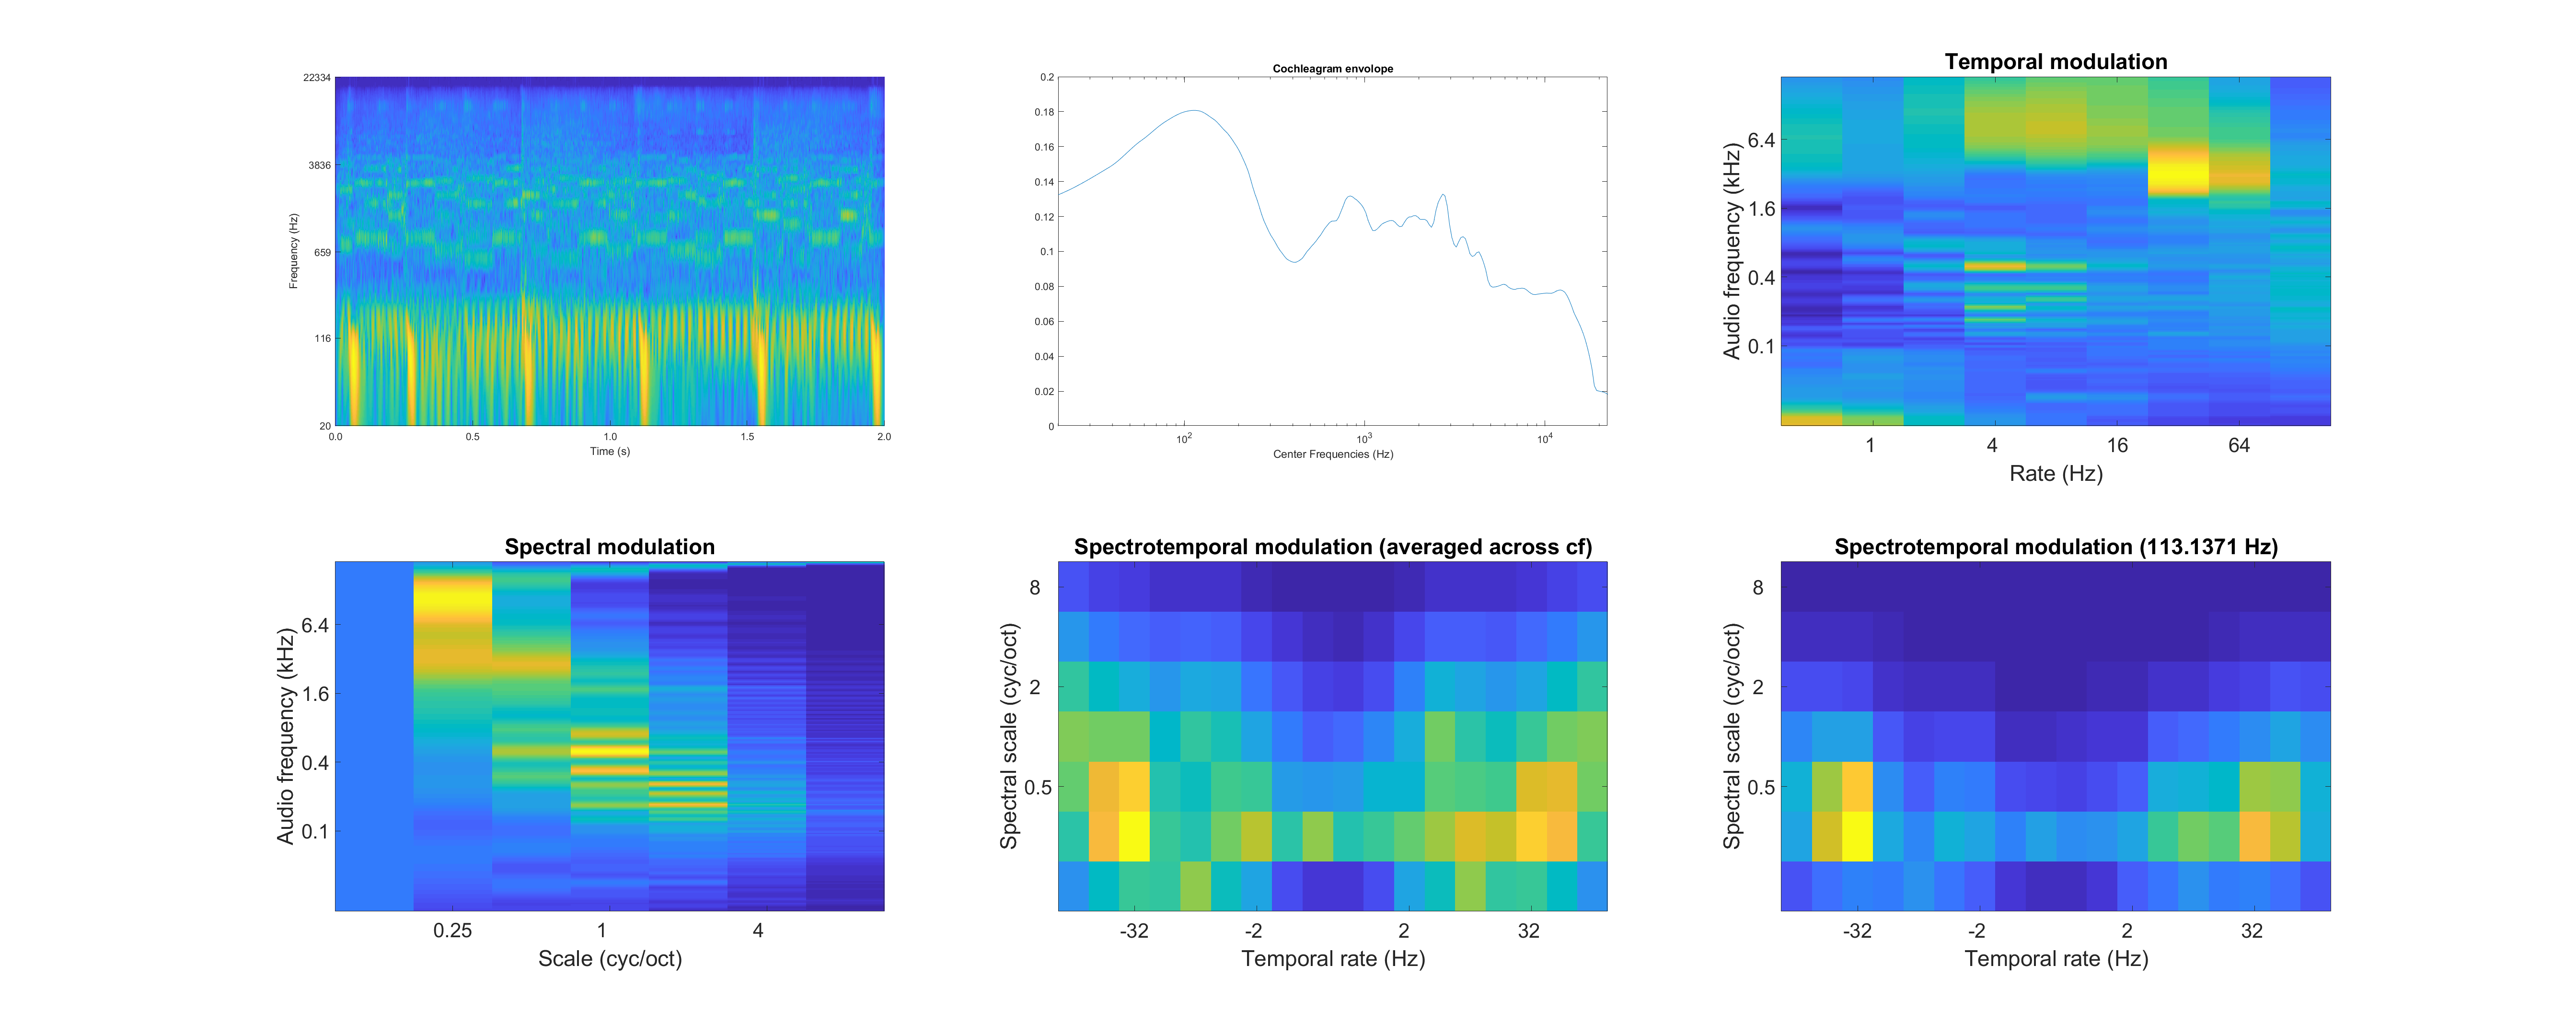 22334
3836
659
116
20
Frequency (Hz)
0.0 0.5 1.0 1.5 2.0
Time (s)
Cochleagram envolope
0.2
0.18
0.16
0.14
0.12
0.1
0.08
0.06
0.04
0.02
0
10^2 10^3 10^4
Center Frequencies (Hz)
Temporal modulation
Audio frequency (kHz)
6.4
1.6
0.4
0.1
1 4 16 64
Rate (Hz)
Spectral modulation
Audio frequency (kHz)
6.4
1.6
0.4
0.1
0.25 1 4
Scale (cyc/oct)
Spectrotemporal modulation (averaged across cf)
Spectral scale (cyc/oct)
8
2
0.5
-32 -2 2 32
Temporal rate (Hz)
Spectrotemporal modulation (113.1371 Hz)
Spectral scale (cyc/oct)
8
2
0.5
-32 -2 2 32
Temporal rate (Hz)